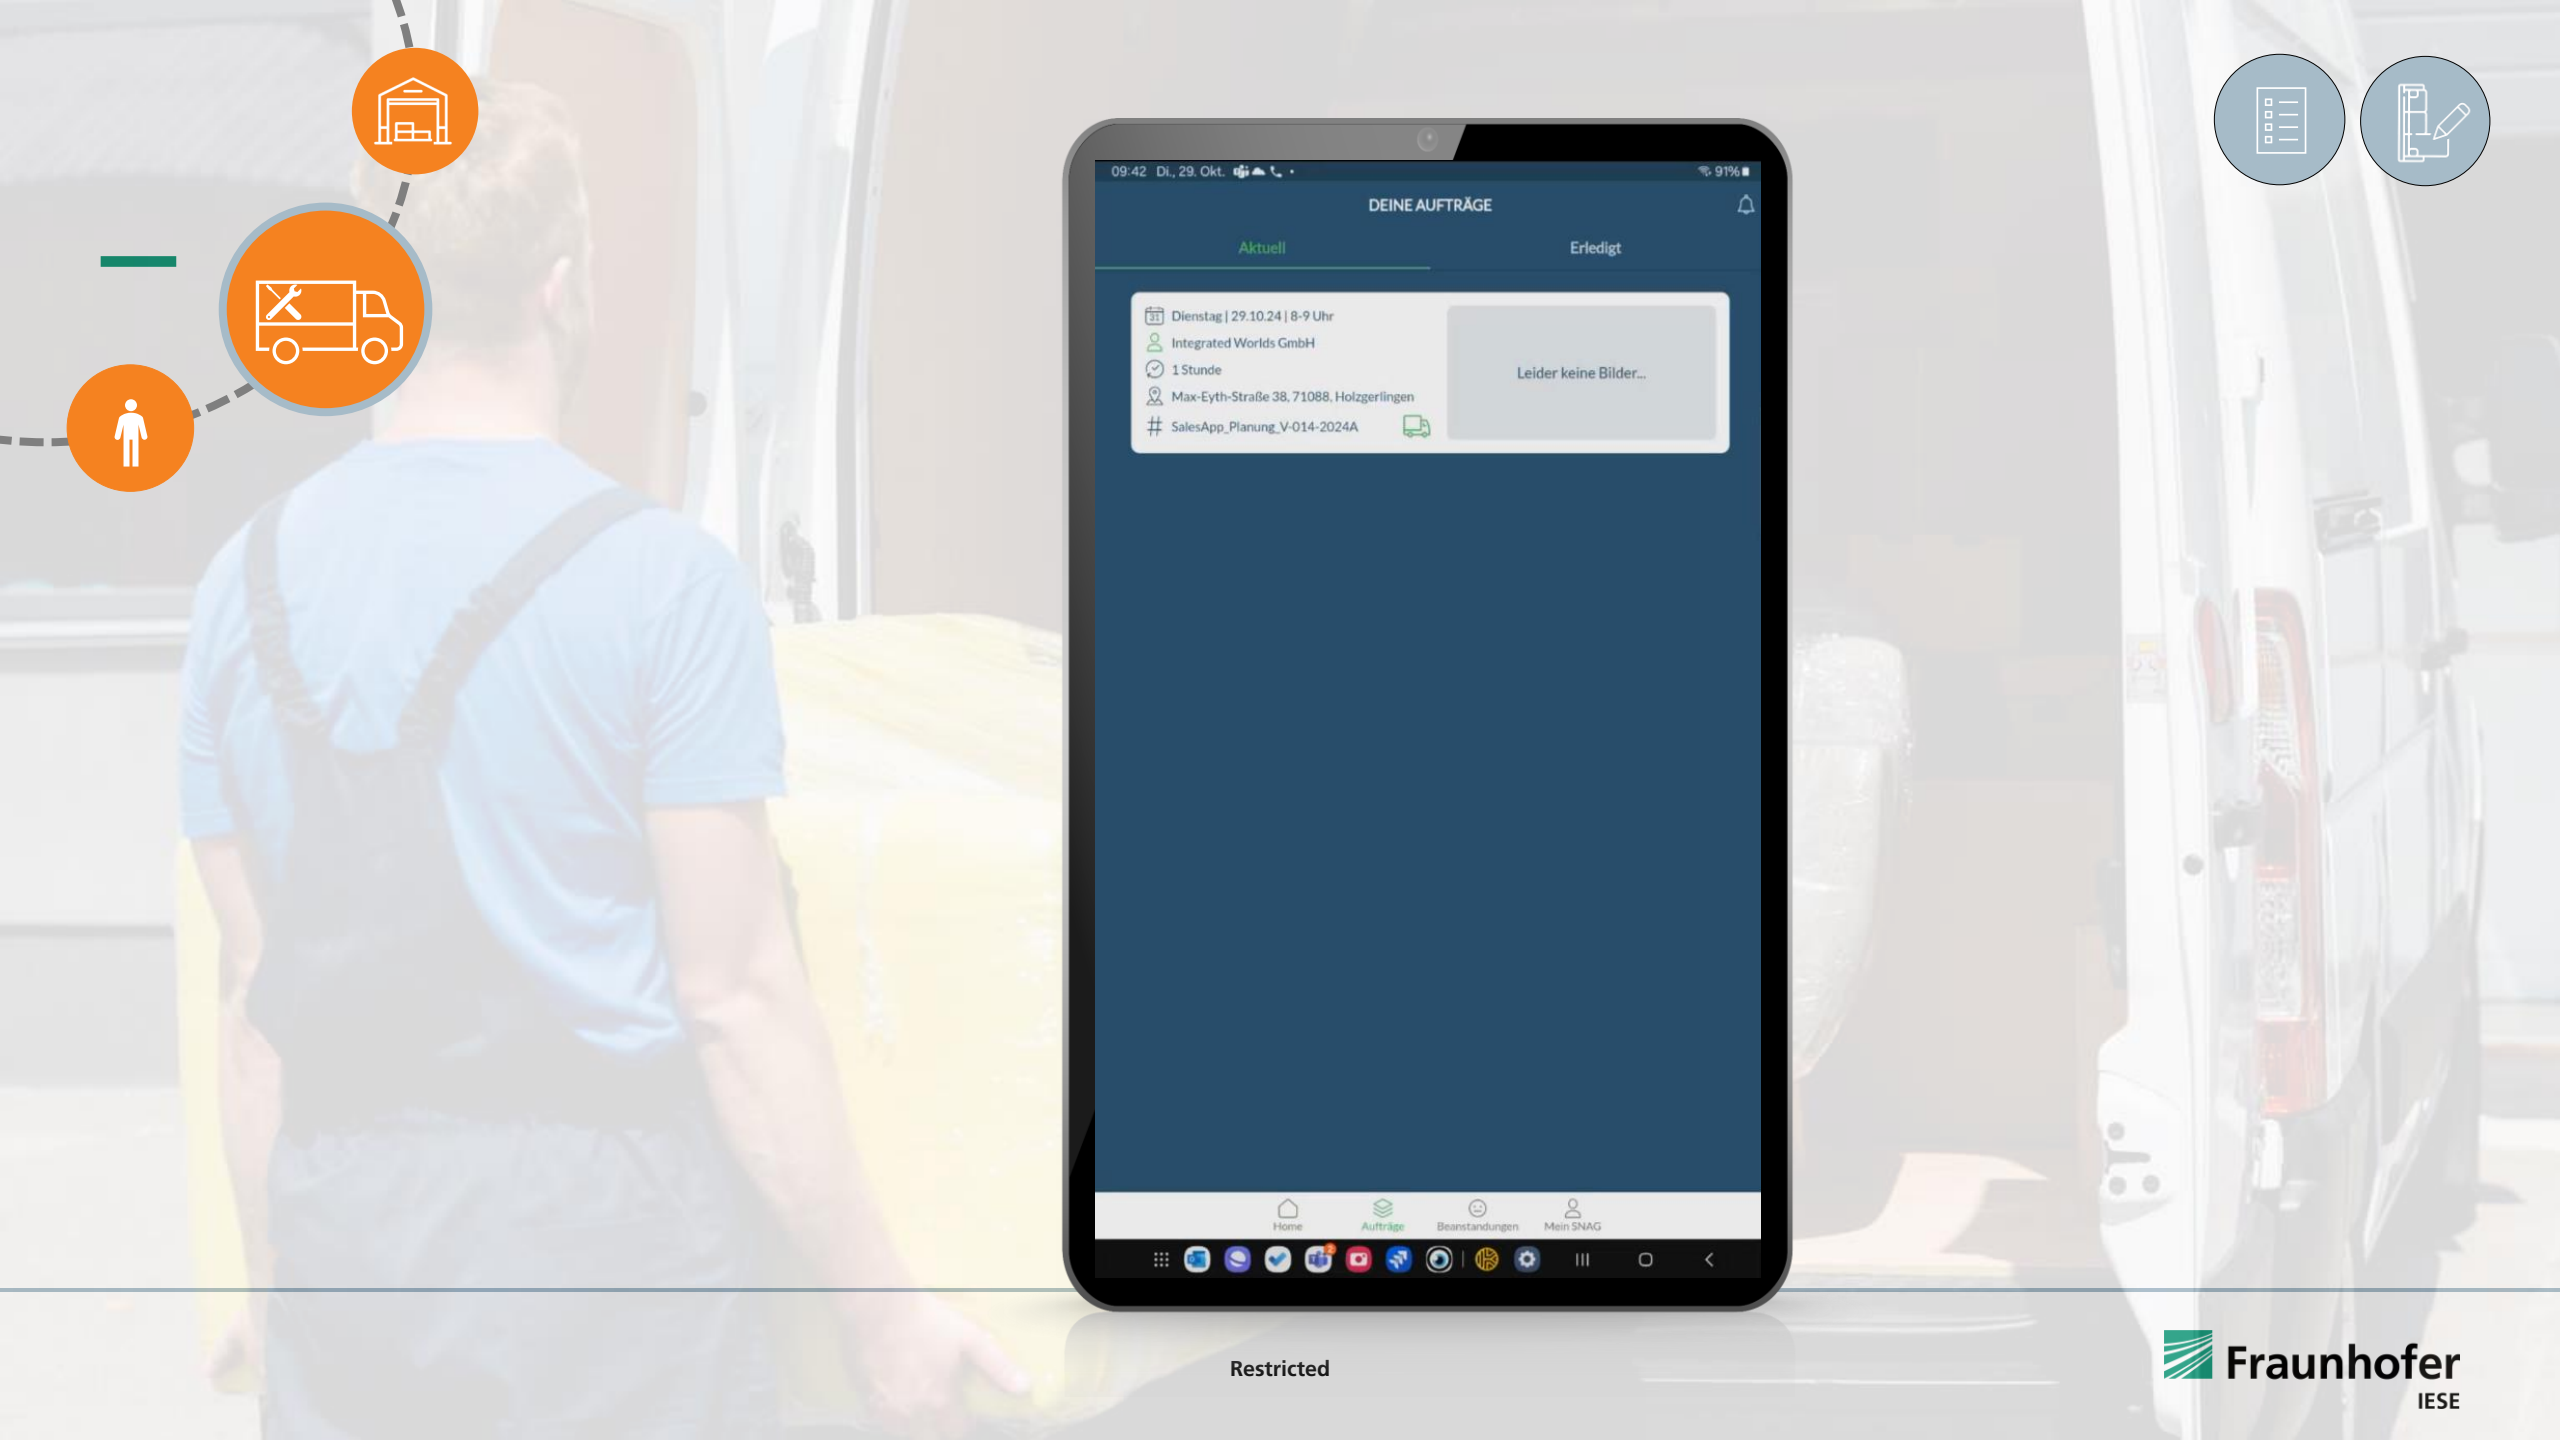 09:42 Di., 29. Okt.
91%
DEINE AUFTRÄGE
Aktuell
Erledigt
31
Dienstag | 29.10.24 | 8-9 Uhr
Integrated Worlds GmbH
1 Stunde
Max-Eyth-Straße 38, 71088, Holzgerlingen
# SalesApp_Planung_V-014-2024A
Leider keine Bilder...
Home
Aufträge
Beanstandungen
Mein SNAG
2
Restricted
Fraunhofer
IESE